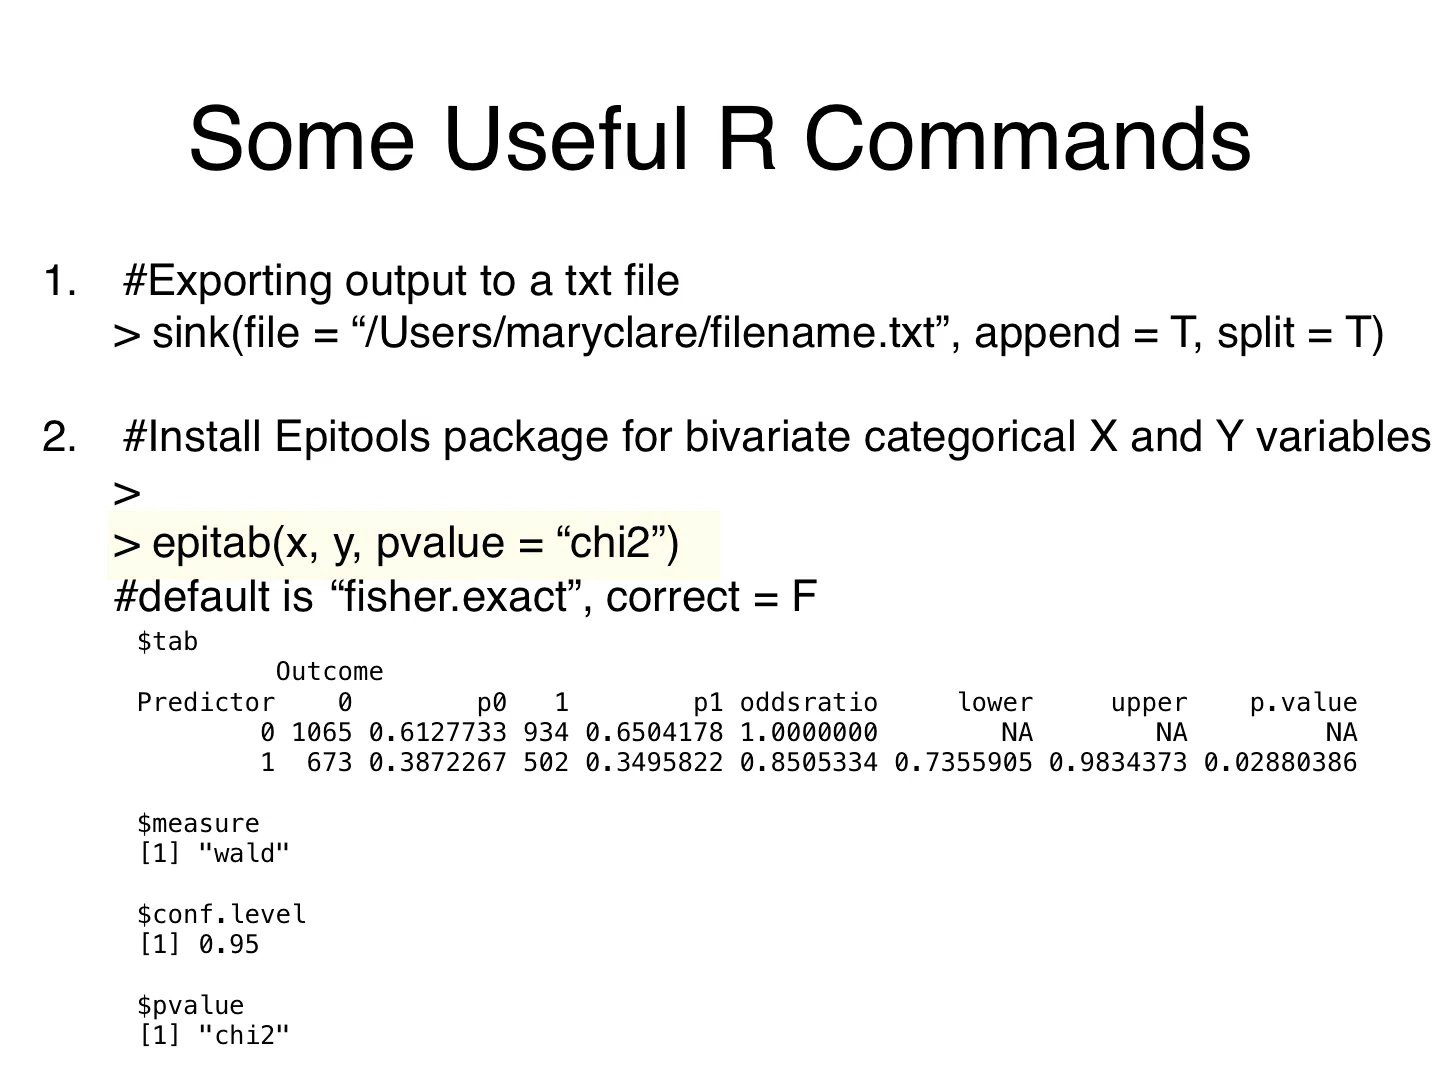 Some Useful R Commands
1. #Exporting output to a txt file
> sink(file = “/Users/maryclare/filename.txt”, append = T, split = T)
2. #Install Epitools package for bivariate categorical X and Y variables
>
> epitab(x, y, pvalue = “chi2”)
#default is “fisher.exact”, correct = F
$tab
Outcome
Predictor 0 p0 1 p1 oddsratio lower upper p.value
0 1065 0.6127733 934 0.6504178 1.0000000 NA NA NA
1 673 0.3872267 502 0.3495822 0.8505334 0.7355905 0.9834373 0.02880386
$measure
[1] "wald"
$conf.level
[1] 0.95
$pvalue
[1] "chi2"